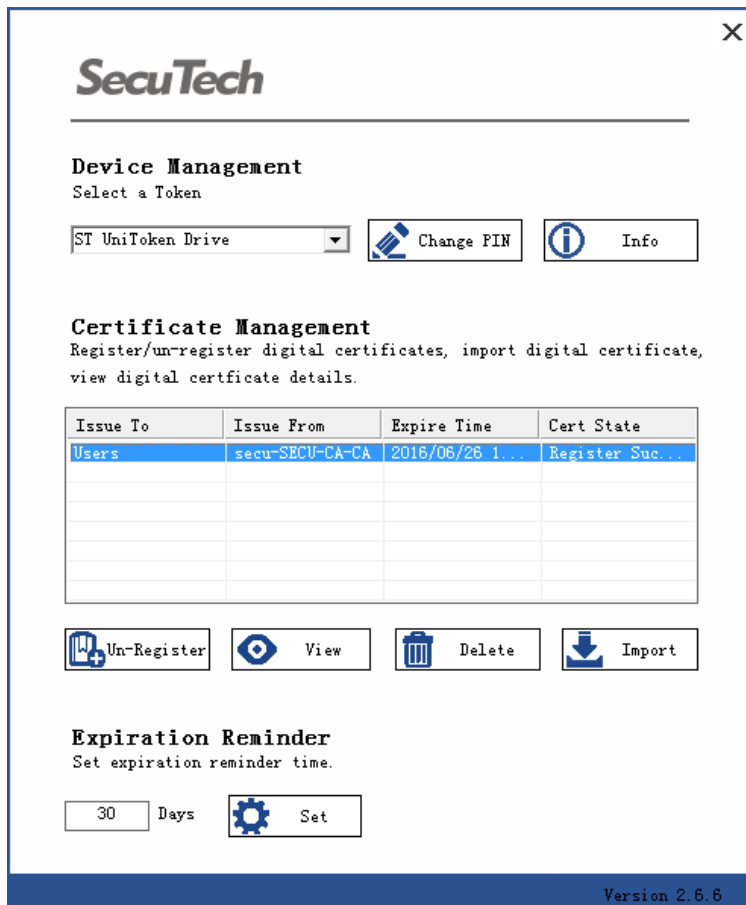 SecuTech
Device Management
Select a Token
ST UniToken Drive
Change PIN
Info
Certificate Management
Register/un-register digital certificates, import digital certificate,
view digital certficate details.
Issue To Issue From Expire Time Cert State
Users secu-SECU-CA-CA 2016/06/26 1... Register Suc...
Un-Register View Delete Import
Expiration Reminder
Set expiration reminder time.
30 Days Set
Version 2.6.6